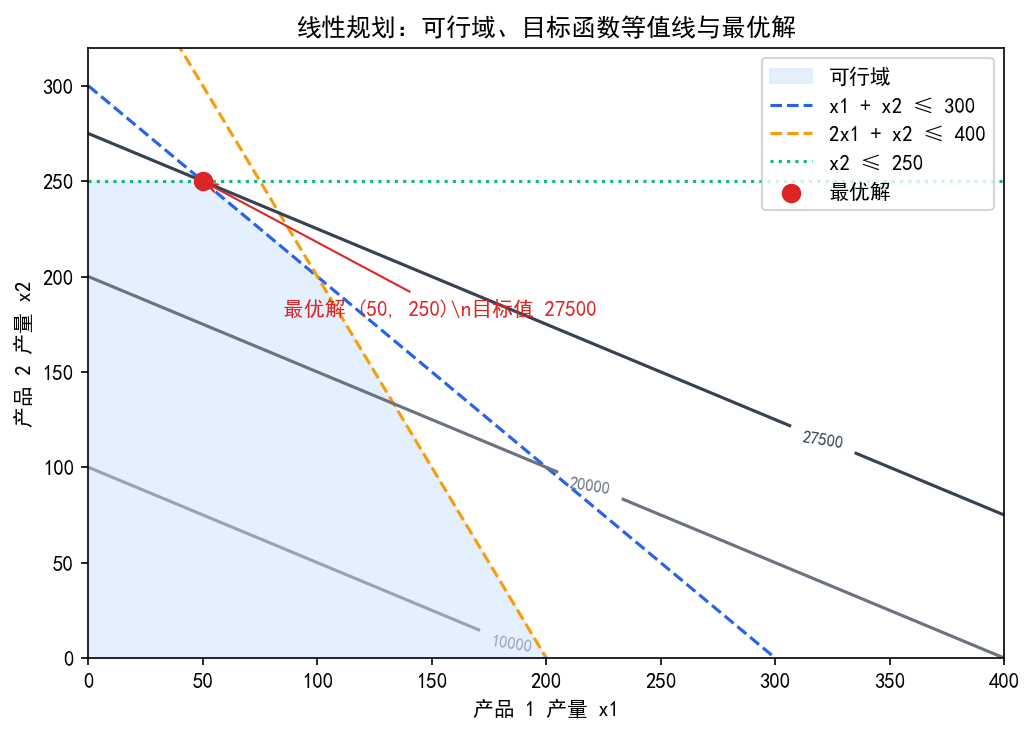 线性规划：可行域、目标函数等值线与最优解
可行域
x1 + x2 ≤ 300
2x1 + x2 ≤ 400
x2 ≤ 250
最优解
产品 2 产量 x2
300
250
200
150
100
50
0
最优解 (50, 250)\n目标值 27500
27500
20000
10000
0 50 100 150 200 250 300 350 400
产品 1 产量 x1